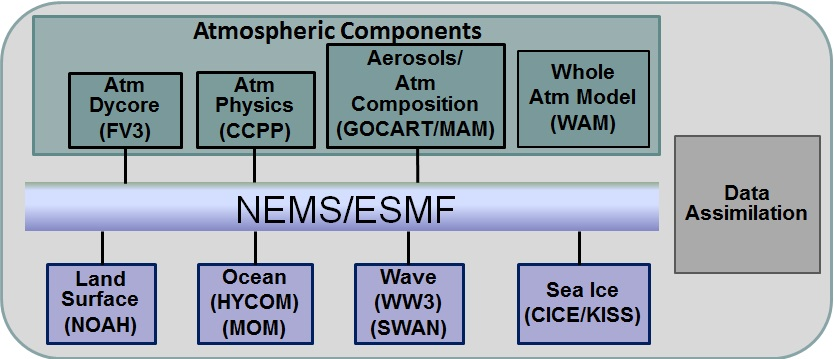 Atmospheric Components
Atm
Dycore
(FV3)
Atm
Physics
(CCPP)
Aerosols/
Atm
Composition
(GOCART/MAM)
Whole
Atm Model
(WAM)
NEMS/ESMF
Data
Assimilation
Land
Surface
(NOAH)
Ocean
(HYCOM)
(MOM)
Wave
(WW3)
(SWAN)
Sea Ice
(CICE/KISS)